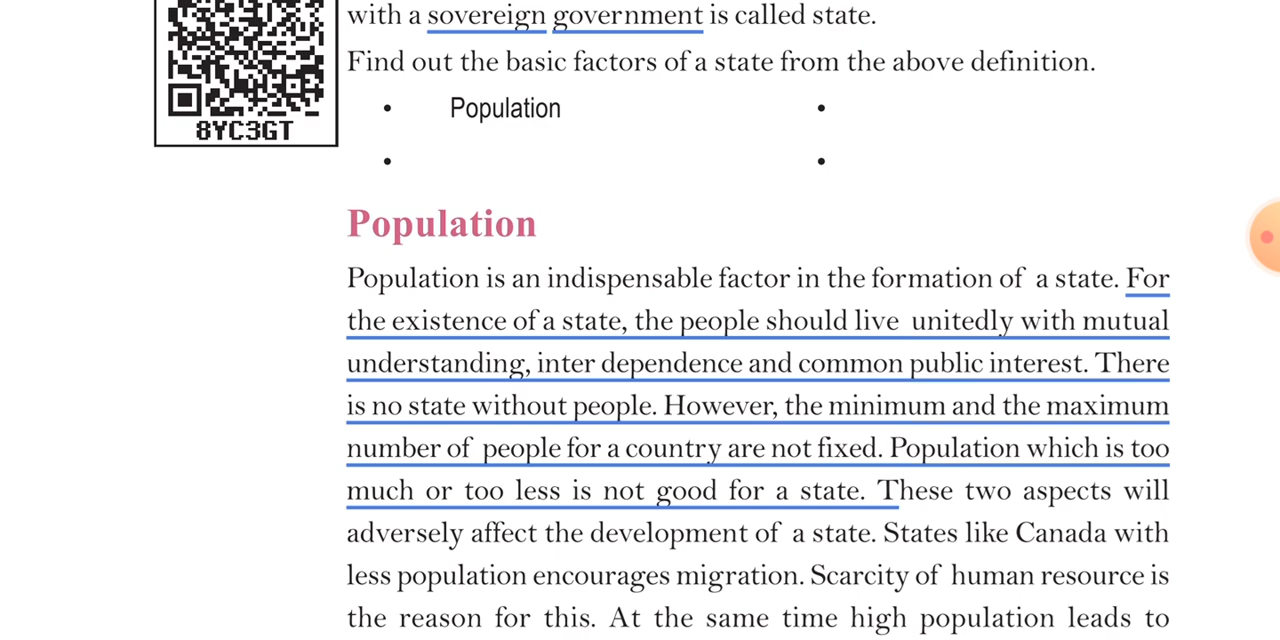 with a sovereign government is called state.
Find out the basic factors of a state from the above definition.
• Population •
• •
8YC3GT
Population
Population is an indispensable factor in the formation of a state. For
the existence of a state, the people should live unitedly with mutual
understanding, inter dependence and common public interest. There
is no state without people. However, the minimum and the maximum
number of people for a country are not fixed. Population which is too
much or too less is not good for a state. These two aspects will
adversely affect the development of a state. States like Canada with
less population encourages migration. Scarcity of human resource is
the reason for this. At the same time high population leads to